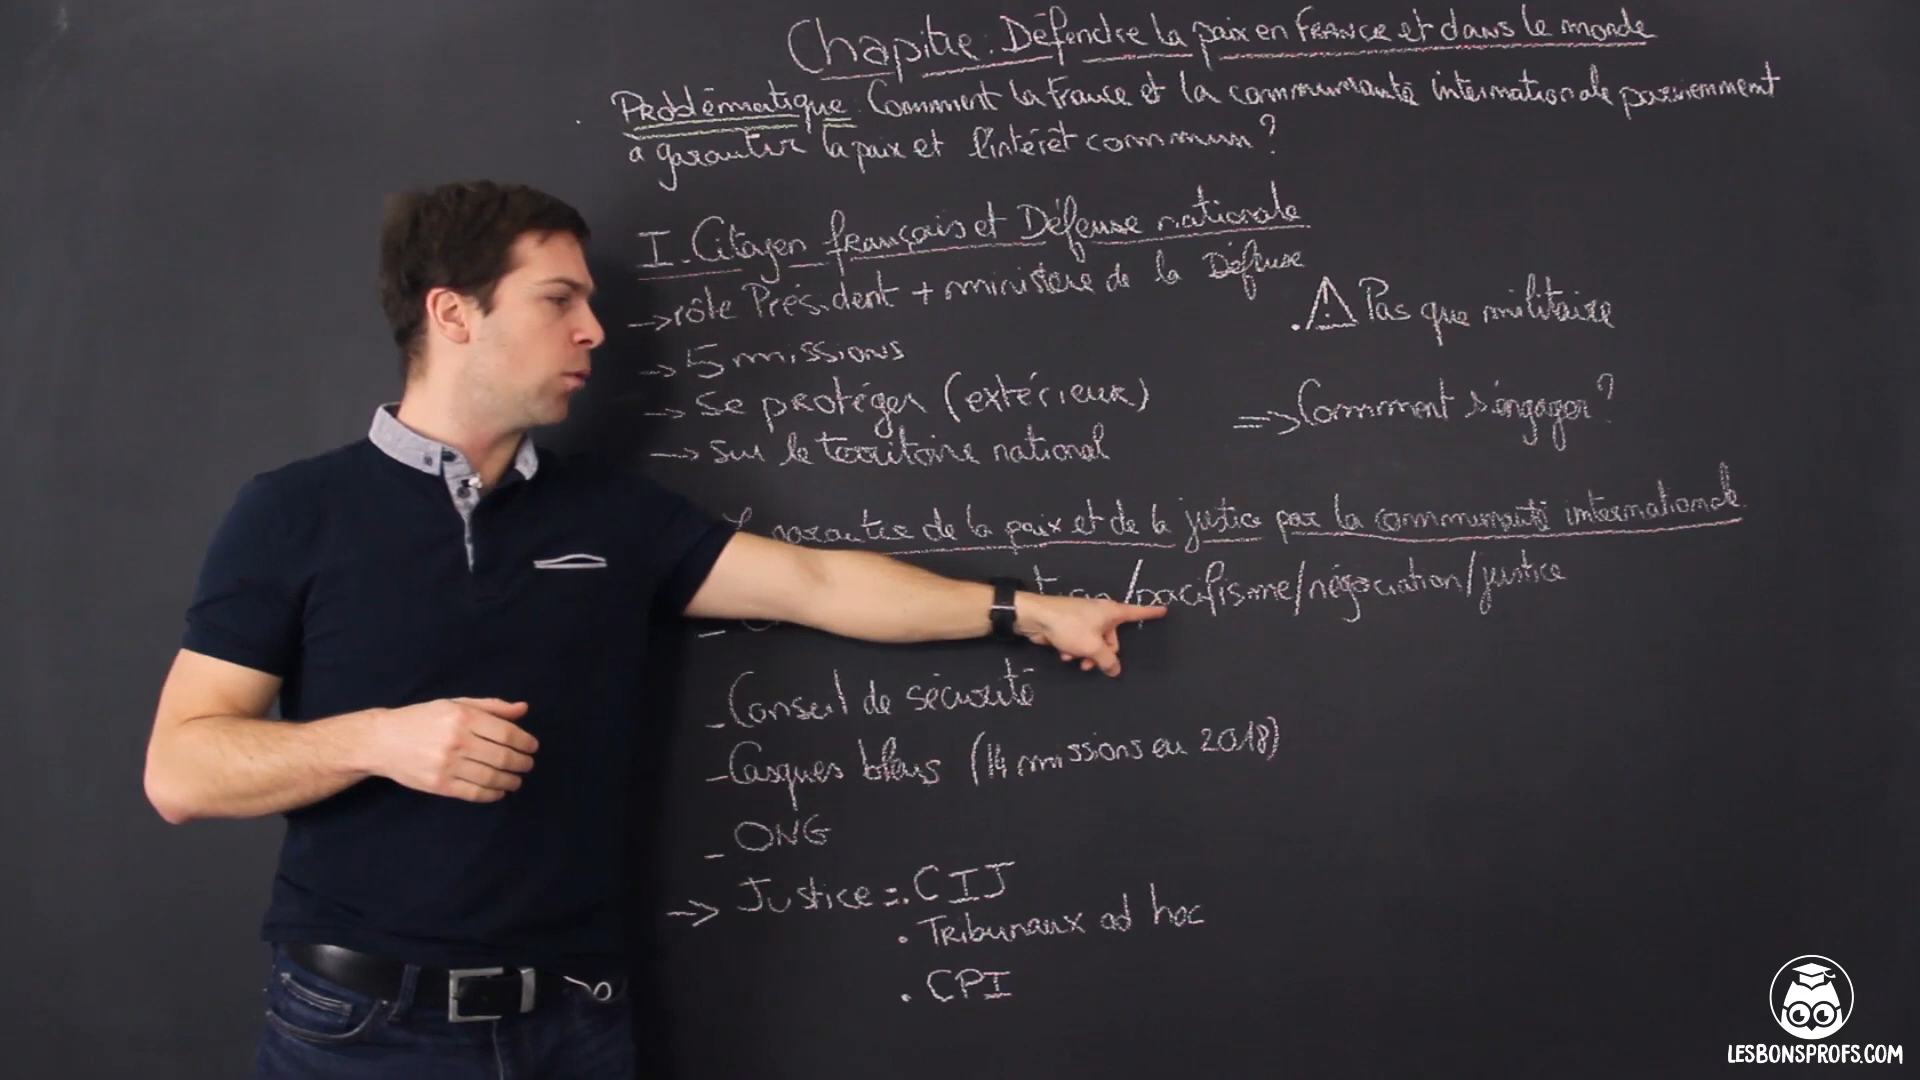 Chapitre : Défendre la paix en France et dans le monde
Problématique : Comment la France et la communauté internationale parviennent
à garantir la paix et l'intérêt commun ?
I. Citoyen français et Défense nationale
→ rôle Président + ministère de la Défense
⚠ Pas que militaire
→ 5 missions
→ Se protéger (extérieur)
⇒ Comment s'engager ?
→ Sur le territoire national
garantie de la paix et de la justice par la communauté internationale
/pacifisme/négociation/justice
- Conseil de sécurité
- Casques bleus (14 missions en 2018)
- ONG
→ Justice = . CIJ
. Tribunaux ad hoc
. CPI
LESBONSPROFS.COM